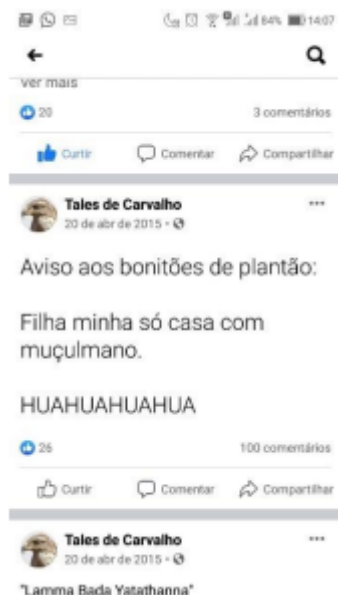 64% 14:07
ver mais
20 3 comentários
Curtir Comentar Compartilhar
Tales de Carvalho
20 de abr de 2015 •
Aviso aos bonitões de plantão:
Filha minha só casa com
muçulmano.
HUAHUAHUAHUA
26 100 comentários
Curtir Comentar Compartilhar
Tales de Carvalho
20 de abr de 2015 •
"Lamma Bada Yatathanna"